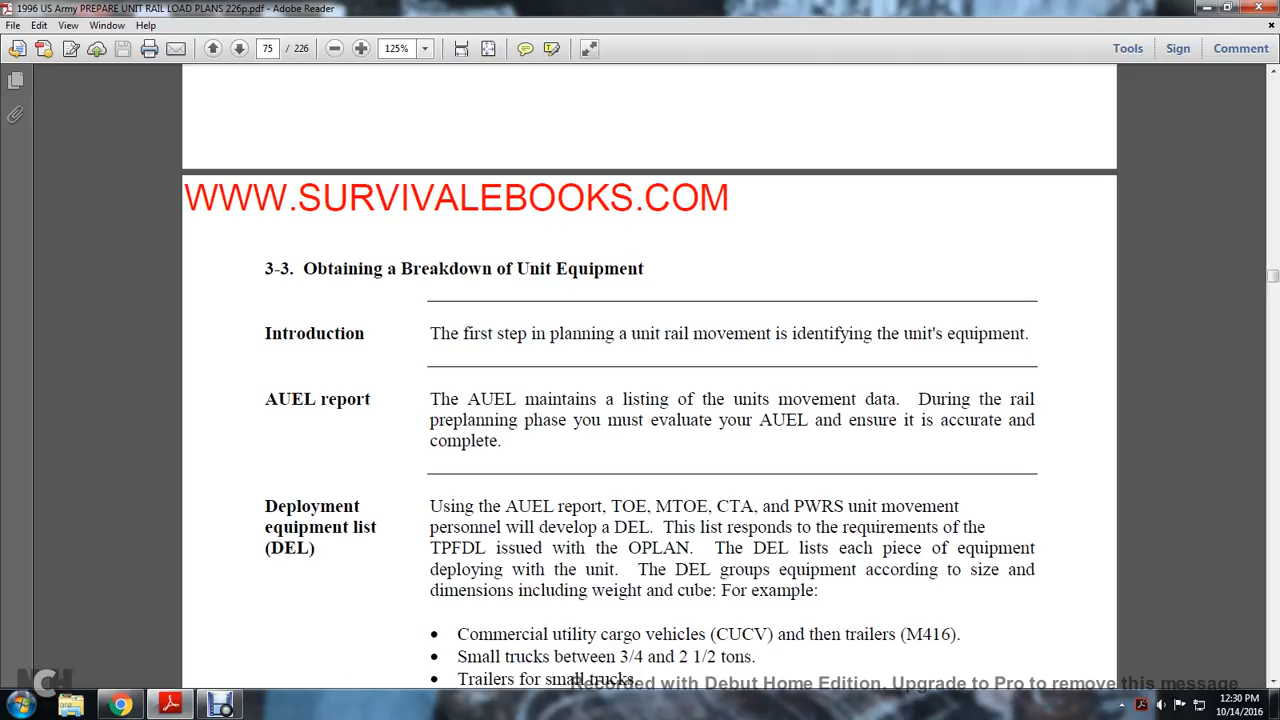 1996 US Army PREPARE UNIT RAIL LOAD PLANS 226p.pdf - Adobe Reader
File Edit View Window Help
75 / 226 125% Tools Sign Comment
WWW.SURVIVALEBOOKS.COM
3-3. Obtaining a Breakdown of Unit Equipment
Introduction The first step in planning a unit rail movement is identifying the unit's equipment.
AUEL report The AUEL maintains a listing of the units movement data. During the rail
preplanning phase you must evaluate your AUEL and ensure it is accurate and
complete.
Deployment Using the AUEL report, TOE, MTOE, CTA, and PWRS unit movement
equipment list personnel will develop a DEL. This list responds to the requirements of the
(DEL) TPFDL issued with the OPLAN. The DEL lists each piece of equipment
deploying with the unit. The DEL groups equipment according to size and
dimensions including weight and cube: For example:
• Commercial utility cargo vehicles (CUCV) and then trailers (M416).
• Small trucks between 3/4 and 2 1/2 tons.
• Trailers for small trucks.
Recorded with Debut Home Edition. Upgrade to Pro to remove this message
NCH
12:30 PM
10/14/2016